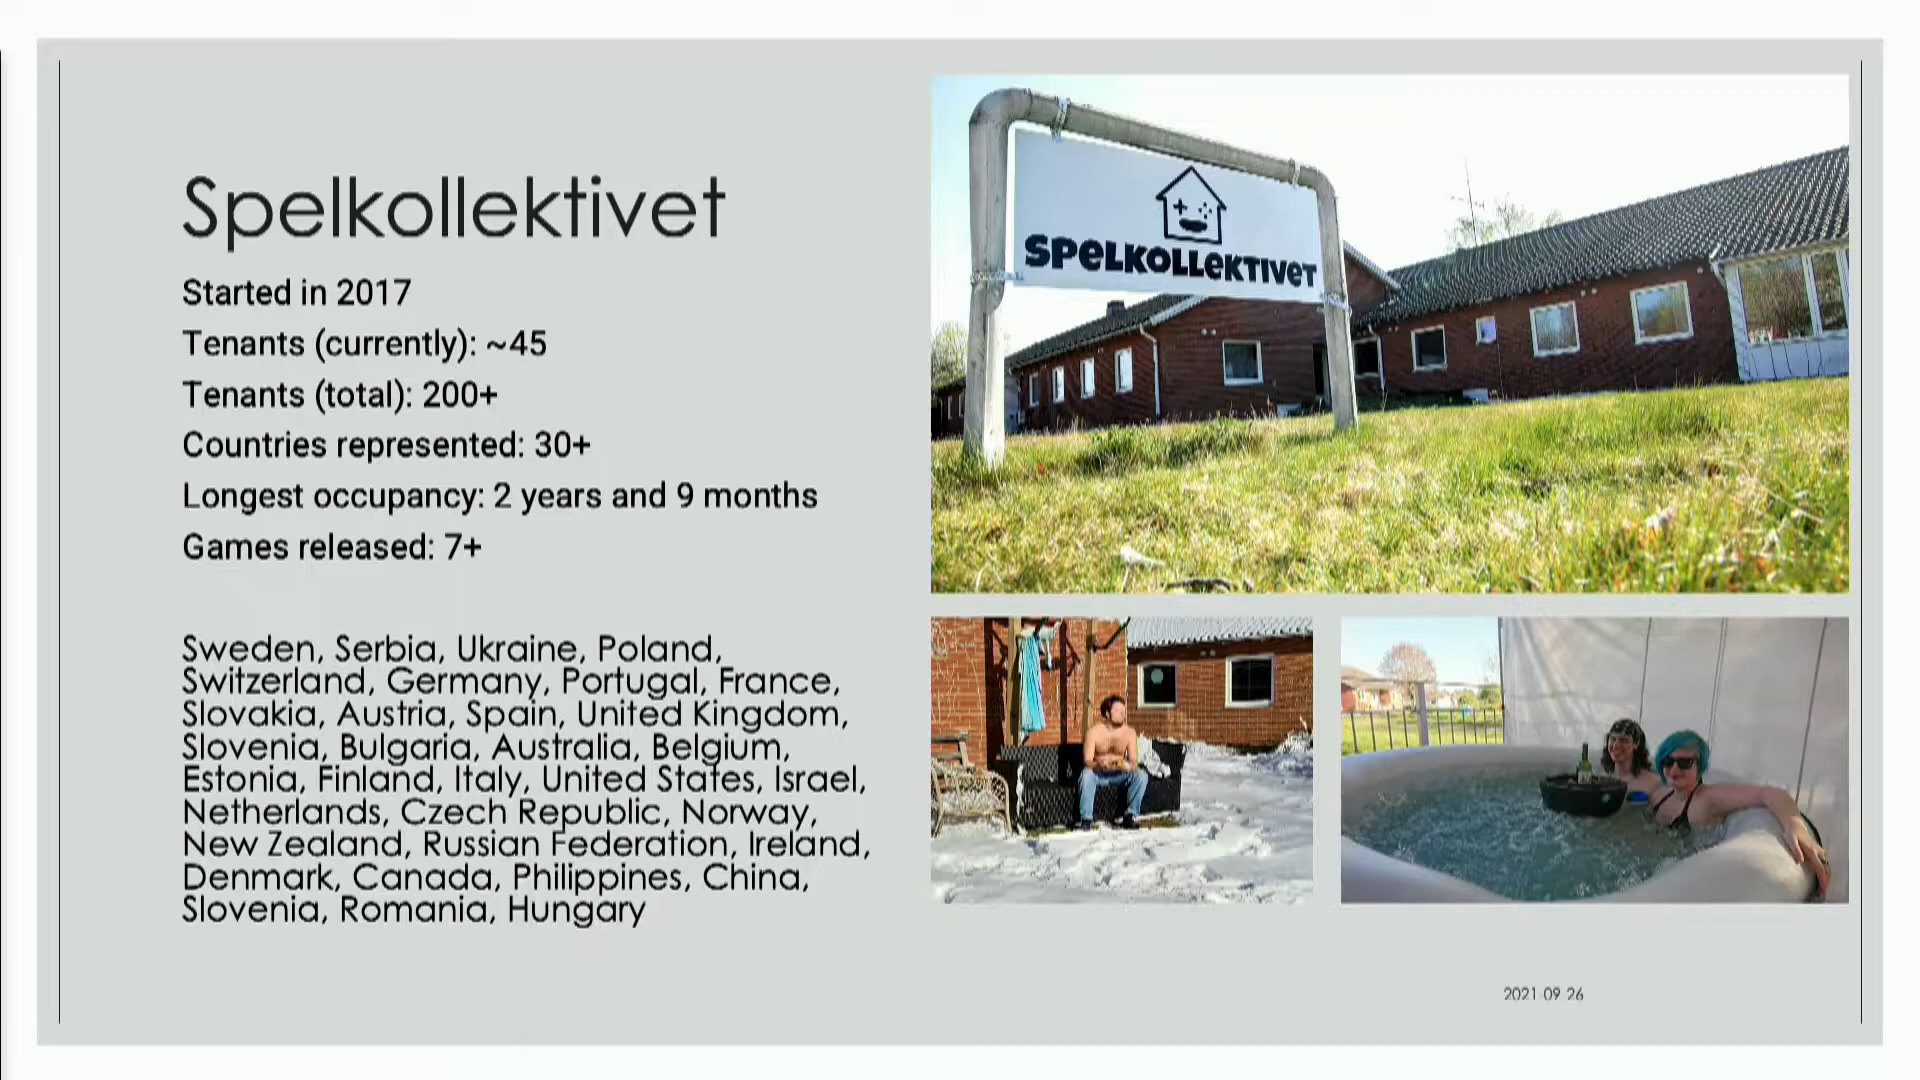 Spelkollektivet
Started in 2017
Tenants (currently): ~45
Tenants (total): 200+
Countries represented: 30+
Longest occupancy: 2 years and 9 months
Games released: 7+
Sweden, Serbia, Ukraine, Poland,
Switzerland, Germany, Portugal, France,
Slovakia, Austria, Spain, United Kingdom,
Slovenia, Bulgaria, Australia, Belgium,
Estonia, Finland, Italy, United States, Israel,
Netherlands, Czech Republic, Norway,
New Zealand, Russian Federation, Ireland,
Denmark, Canada, Philippines, China,
Slovenia, Romania, Hungary
SPELKOLLEKTIVET
2021 09 26